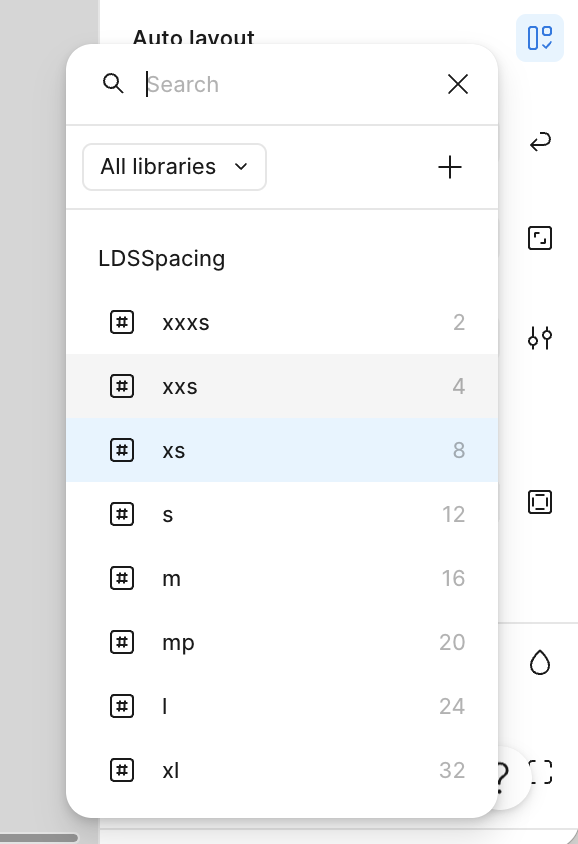 Auto layout
Search
All libraries
LDSSpacing
xxxs 2
xxs 4
xs 8
s 12
m 16
mp 20
l 24
xl 32
?